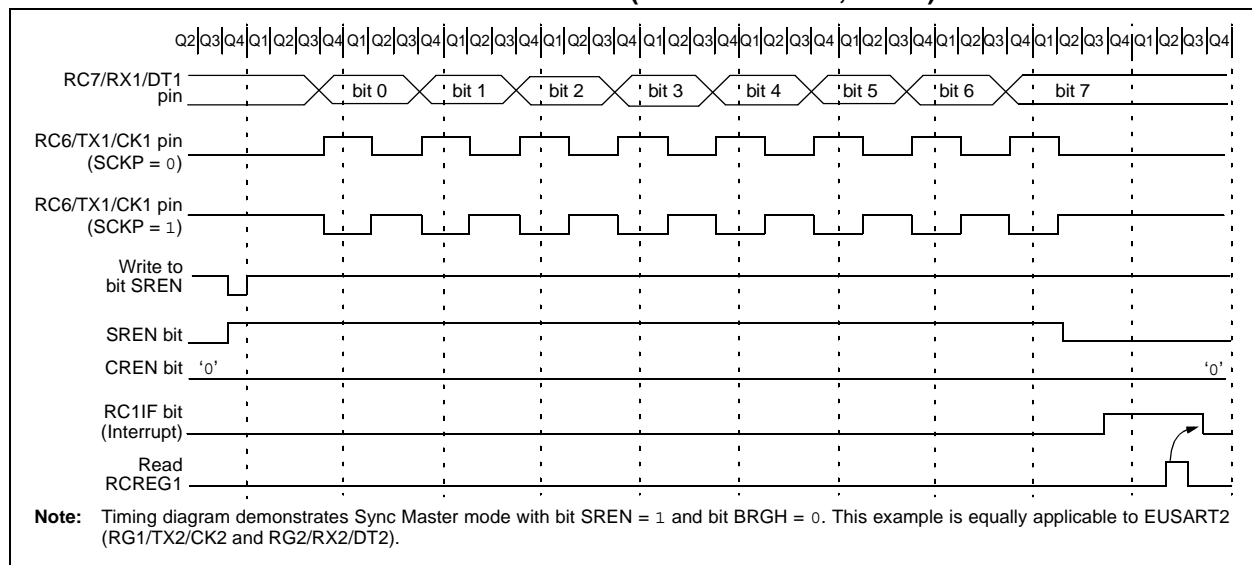 Q2 Q3 Q4 Q1 Q2 Q3 Q4 Q1 Q2 Q3 Q4 Q1 Q2 Q3 Q4 Q1 Q2 Q3 Q4 Q1 Q2 Q3 Q4 Q1 Q2 Q3 Q4 Q1 Q2 Q3 Q4 Q1 Q2 Q3 Q4 Q1 Q2 Q3 Q4 Q1 Q2 Q3 Q4
RC7/RX1/DT1
pin
bit 0 bit 1 bit 2 bit 3 bit 4 bit 5 bit 6 bit 7
RC6/TX1/CK1 pin
(SCKP = 0)
RC6/TX1/CK1 pin
(SCKP = 1)
Write to
bit SREN
SREN bit
CREN bit '0' '0'
RC1IF bit
(Interrupt)
Read
RCREG1
Note: Timing diagram demonstrates Sync Master mode with bit SREN = 1 and bit BRGH = 0. This example is equally applicable to EUSART2
(RG1/TX2/CK2 and RG2/RX2/DT2).